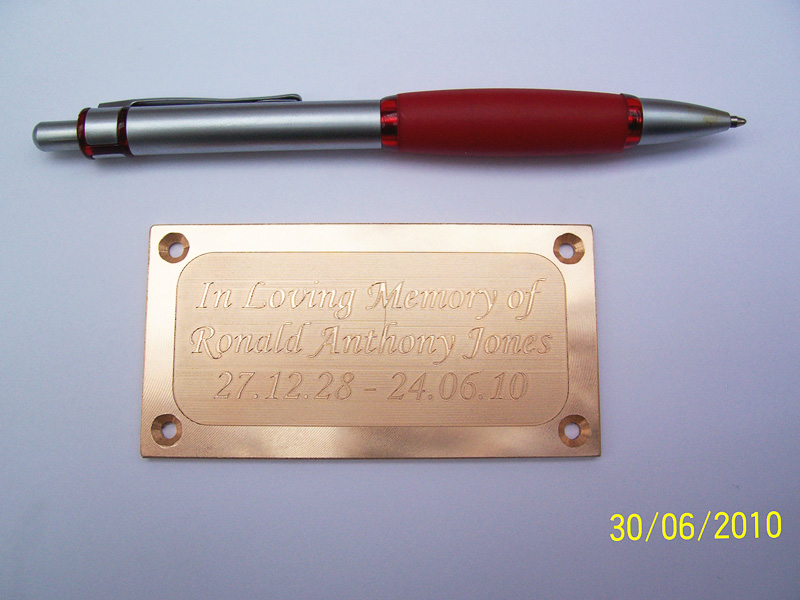 In Loving Memory of
Ronald Anthony Jones
27.12.28 - 24.06.10
30/06/2010